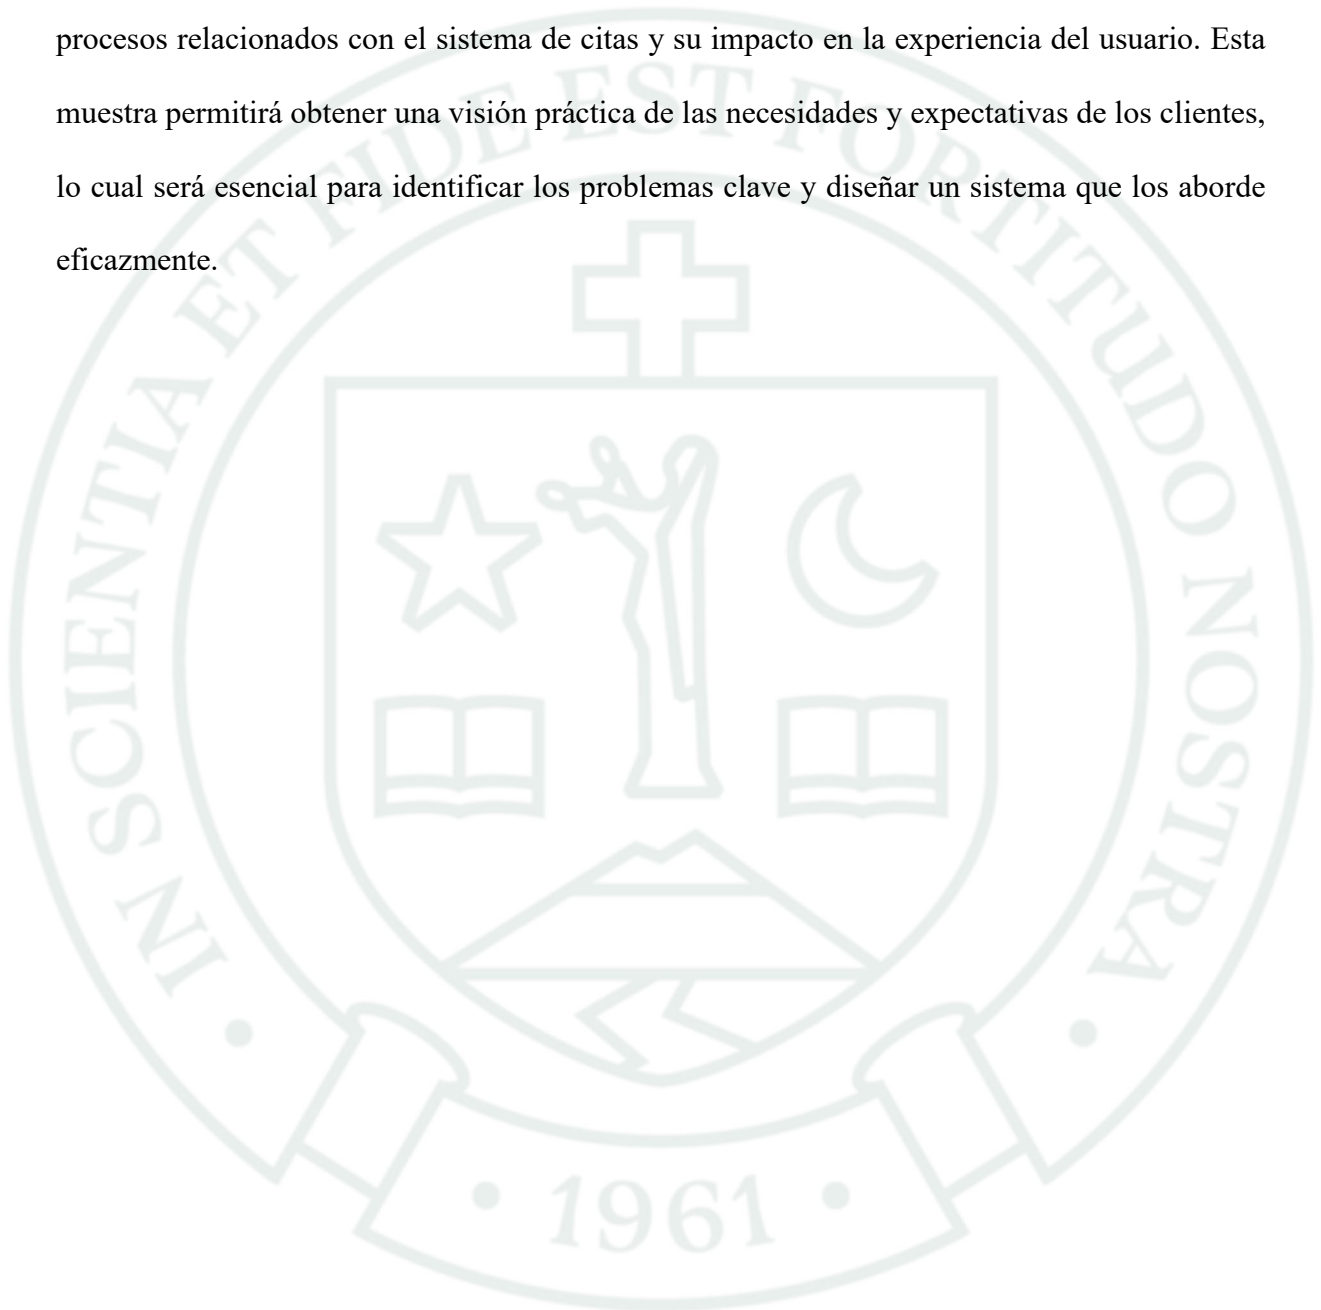 procesos relacionados con el sistema de citas y su impacto en la experiencia del usuario. Esta
muestra permitirá obtener una visión práctica de las necesidades y expectativas de los clientes,
lo cual será esencial para identificar los problemas clave y diseñar un sistema que los aborde
eficazmente.
IN SCIENTIA ET FIDE EST FORTITUDO NOSTRA
1961